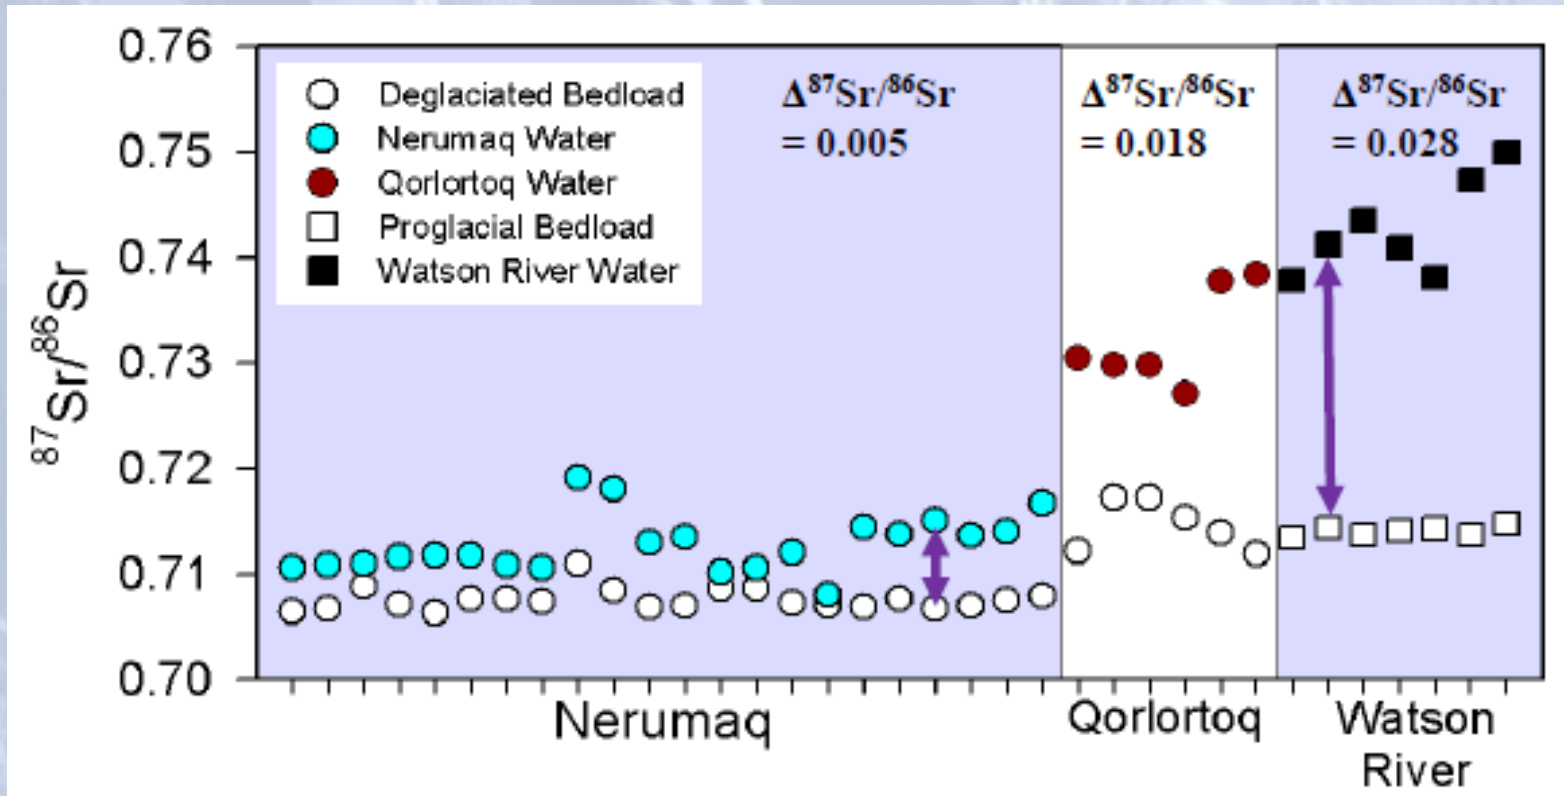 0.76
0.75
0.74
0.73
0.72
0.71
0.70
⁸⁷Sr/⁸⁶Sr
Deglaciated Bedload
Nerumaq Water
Qorlortoq Water
Proglacial Bedload
Watson River Water
Δ⁸⁷Sr/⁸⁶Sr
= 0.005
Δ⁸⁷Sr/⁸⁶Sr
= 0.018
Δ⁸⁷Sr/⁸⁶Sr
= 0.028
Nerumaq
Qorlortoq
Watson
River